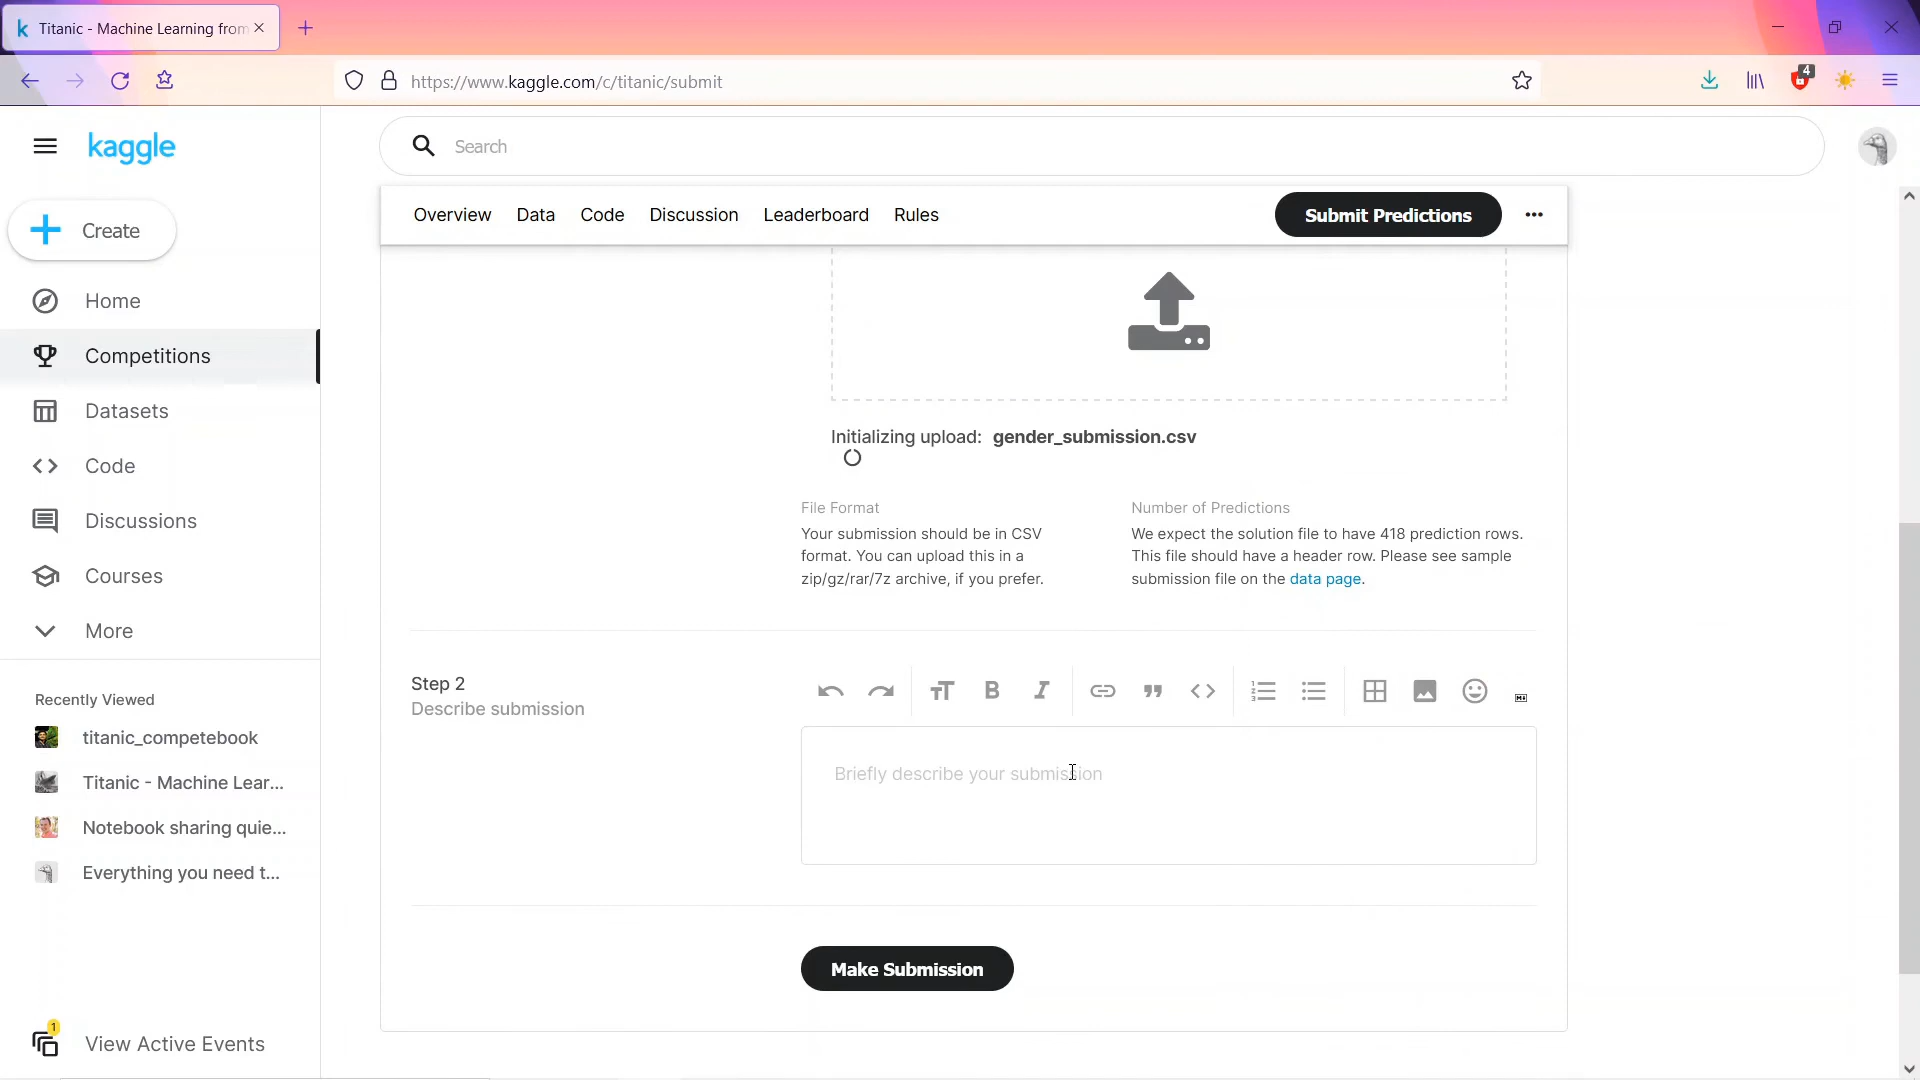 Titanic - Machine Learning from
https://www.kaggle.com/c/titanic/submit
4
kaggle
Search
Create
Overview
Data
Code
Discussion
Leaderboard
Rules
Submit Predictions
Home
Competitions
Datasets
Code
Discussions
Courses
More
Initializing upload: gender_submission.csv
File Format
Your submission should be in CSV
format. You can upload this in a
zip/gz/rar/7z archive, if you prefer.
Number of Predictions
We expect the solution file to have 418 prediction rows.
This file should have a header row. Please see sample
submission file on the data page.
Step 2
Describe submission
Briefly describe your submission
Make Submission
Recently Viewed
titanic_competebook
Titanic - Machine Lear...
Notebook sharing quie...
Everything you need t...
1
View Active Events